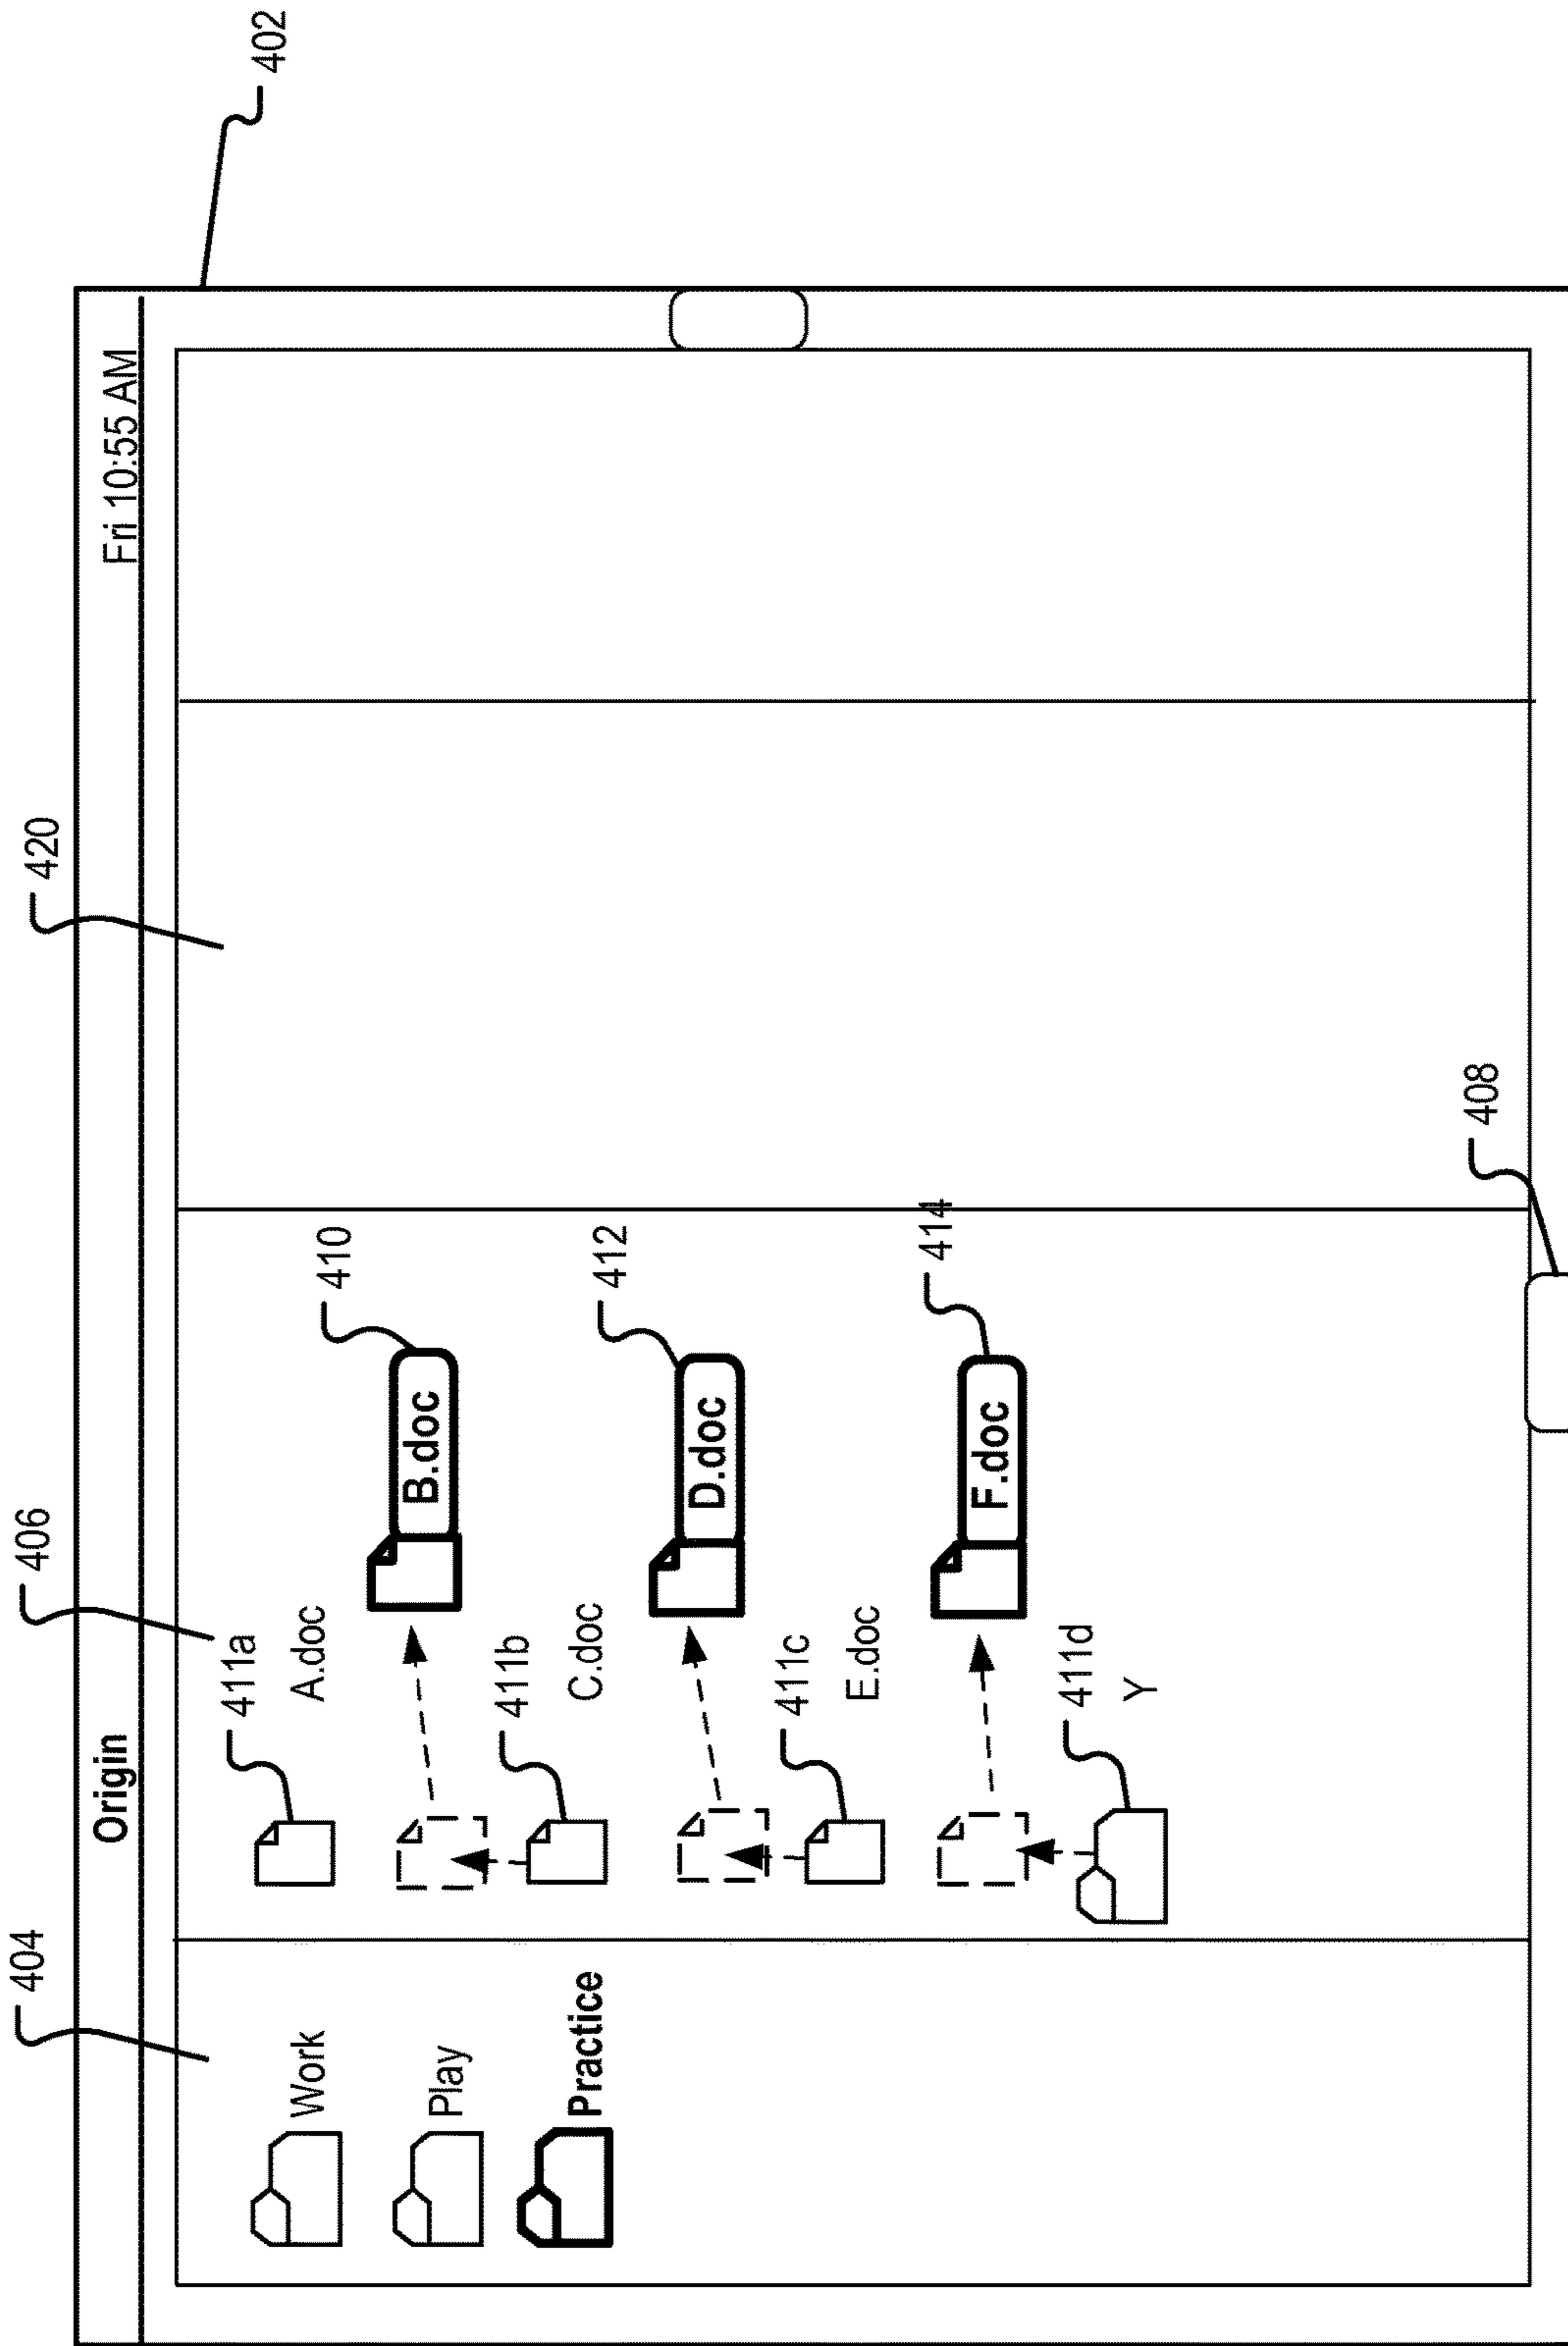 404
406
420
402
Origin
Fri 10:55 AM
Work
Play
Practice
411a
A.doc
410
B.doc
411b
C.doc
412
D.doc
411c
E.doc
414
F.doc
411d
Y
408